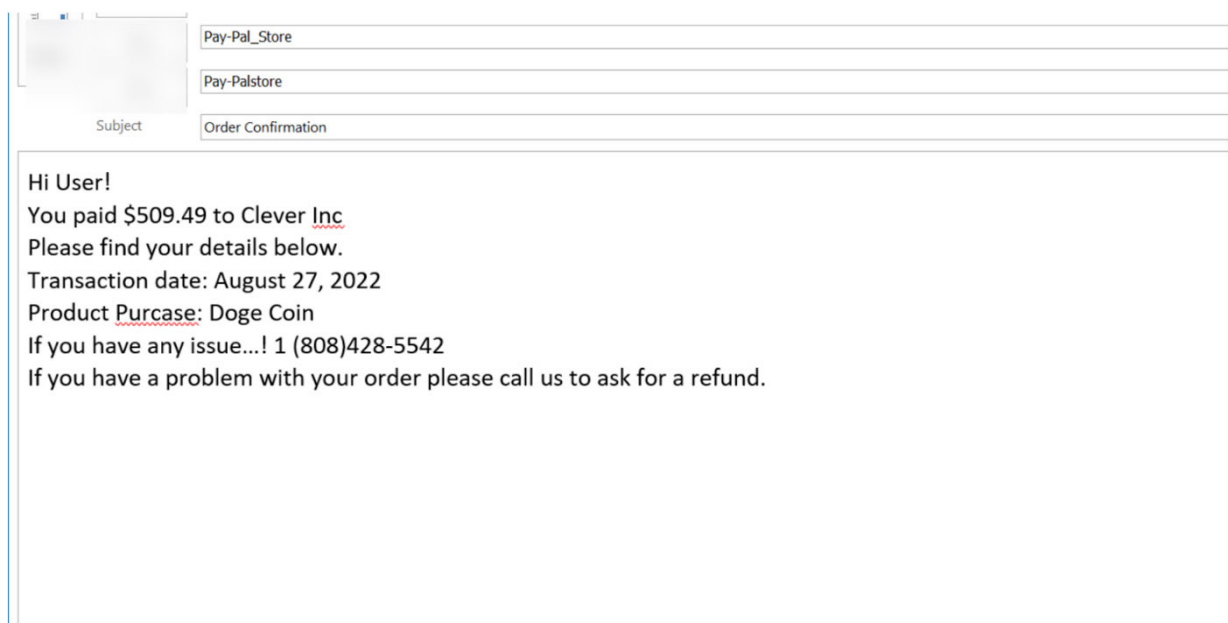 Pay-Pal_Store
Pay-Palstore
Subject
Order Confirmation
Hi User!
You paid $509.49 to Clever Inc
Please find your details below.
Transaction date: August 27, 2022
Product Purcase: Doge Coin
If you have any issue...! 1 (808)428-5542
If you have a problem with your order please call us to ask for a refund.